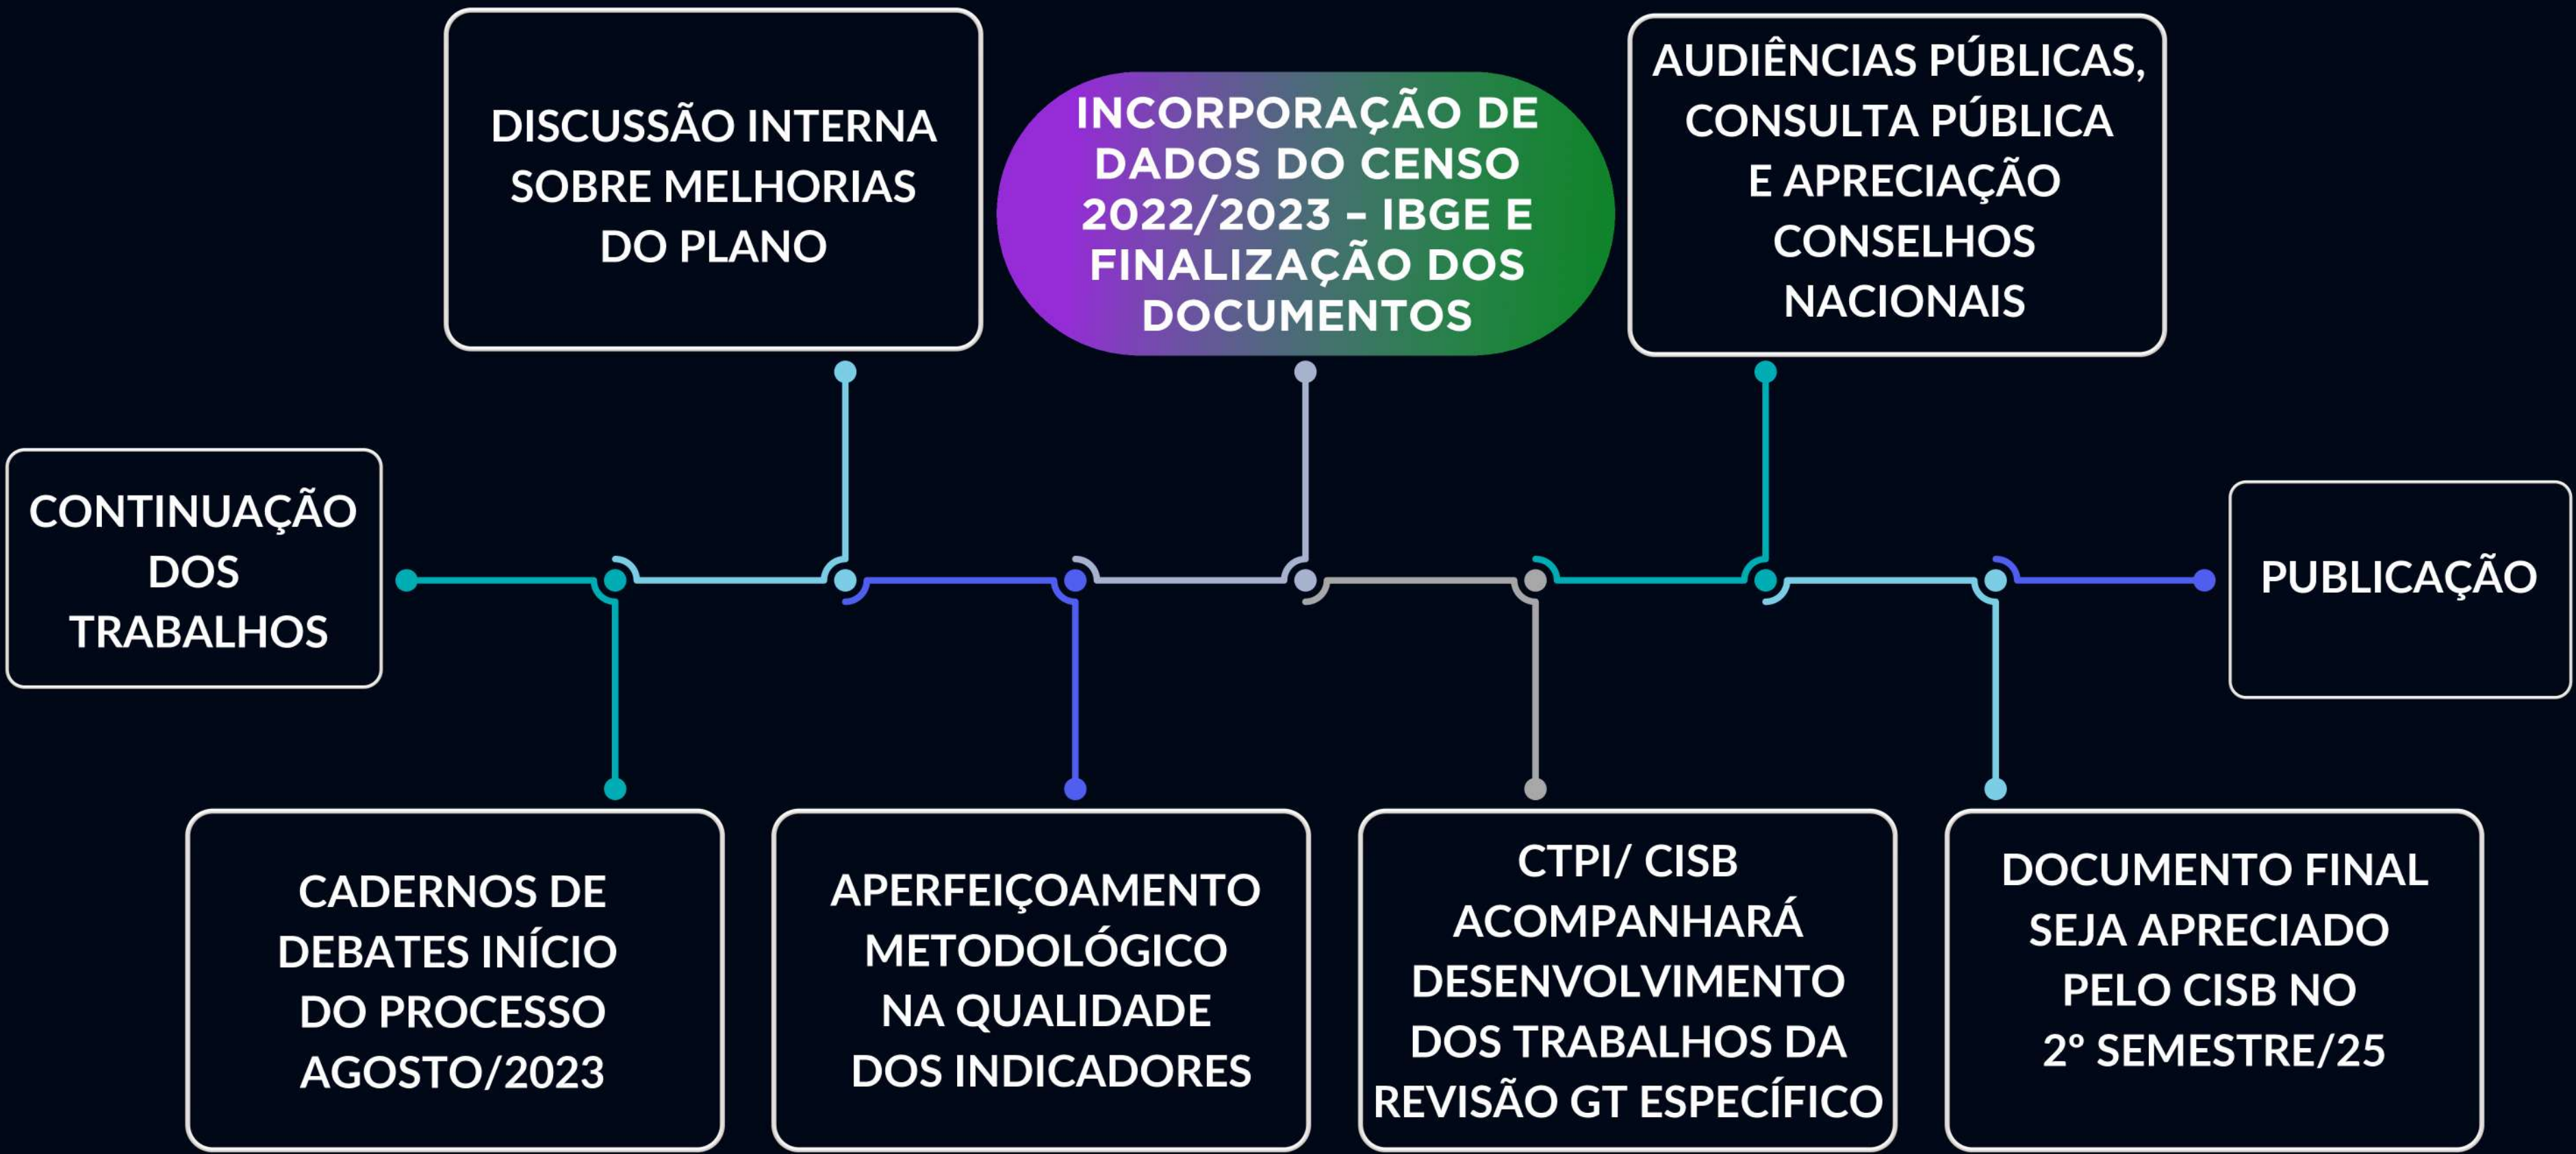 CONTINUAÇÃO
DOS
TRABALHOS
CADERNOS DE
DEBATES INÍCIO
DO PROCESSO
AGOSTO/2023
DISCUSSÃO INTERNA
SOBRE MELHORIAS
DO PLANO
APERFEIÇOAMENTO
METODOLÓGICO
NA QUALIDADE
DOS INDICADORES
INCORPORAÇÃO DE
DADOS DO CENSO
2022/2023 – IBGE E
FINALIZAÇÃO DOS
DOCUMENTOS
CTPI/ CISB
ACOMPANHARÁ
DESENVOLVIMENTO
DOS TRABALHOS DA
REVISÃO GT ESPECÍFICO
AUDIÊNCIAS PÚBLICAS,
CONSULTA PÚBLICA
E APRECIAÇÃO
CONSELHOS
NACIONAIS
DOCUMENTO FINAL
SEJA APRECIADO
PELO CISB NO
2º SEMESTRE/25
PUBLICAÇÃO